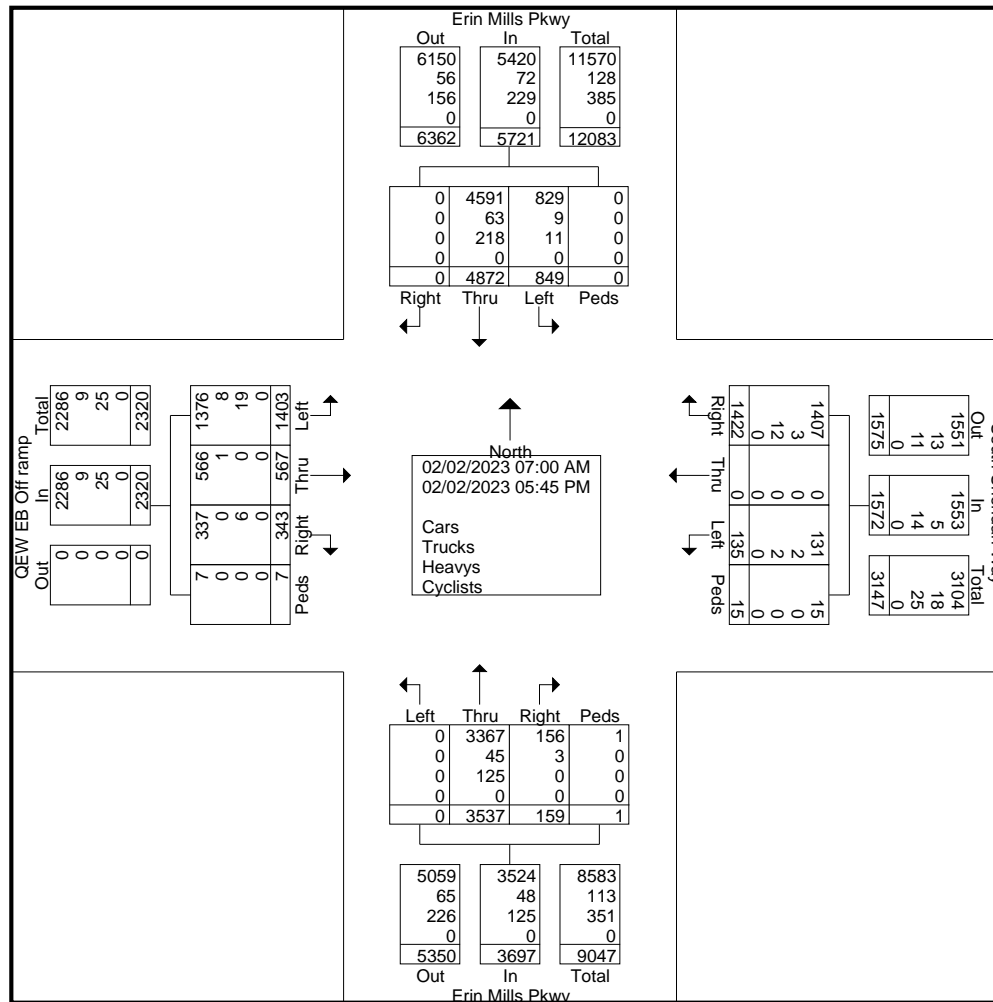 Erin Mills Pkwy
Out In Total
6150 5420 11570
56 72 128
156 229 385
0 0 0
6362 5721 12083
0 4591 829 0
0 63 9 0
0 218 11 0
0 0 0 0
0 4872 849 0
Right Thru Left Peds
QEW EB Off ramp
Total
2286
9
25
0
2320
In
2286
9
25
0
2320
Out
0
0
0
0
0
1376
8
19
0
1403
Left
566
1
0
0
567
Thru
337
0
6
0
343
Right
7
0
0
0
7
Peds
North
02/02/2023 07:00 AM
02/02/2023 05:45 PM
Cars
Trucks
Heavys
Cyclists
Right
1407
3
12
0
1422
Thru
0
0
0
0
0
Left
131
2
2
0
135
Peds
15
0
0
0
15
Out
1551
13
11
0
1575
In
1553
5
14
0
1572
Total
3104
18
25
0
3147
Left Thru Right Peds
0 3367 156 1
0 45 3 0
0 125 0 0
0 0 0 0
0 3537 159 1
5059 3524 8583
65 48 113
226 125 351
0 0 0
5350 3697 9047
Out In Total
Erin Mills Pkwy